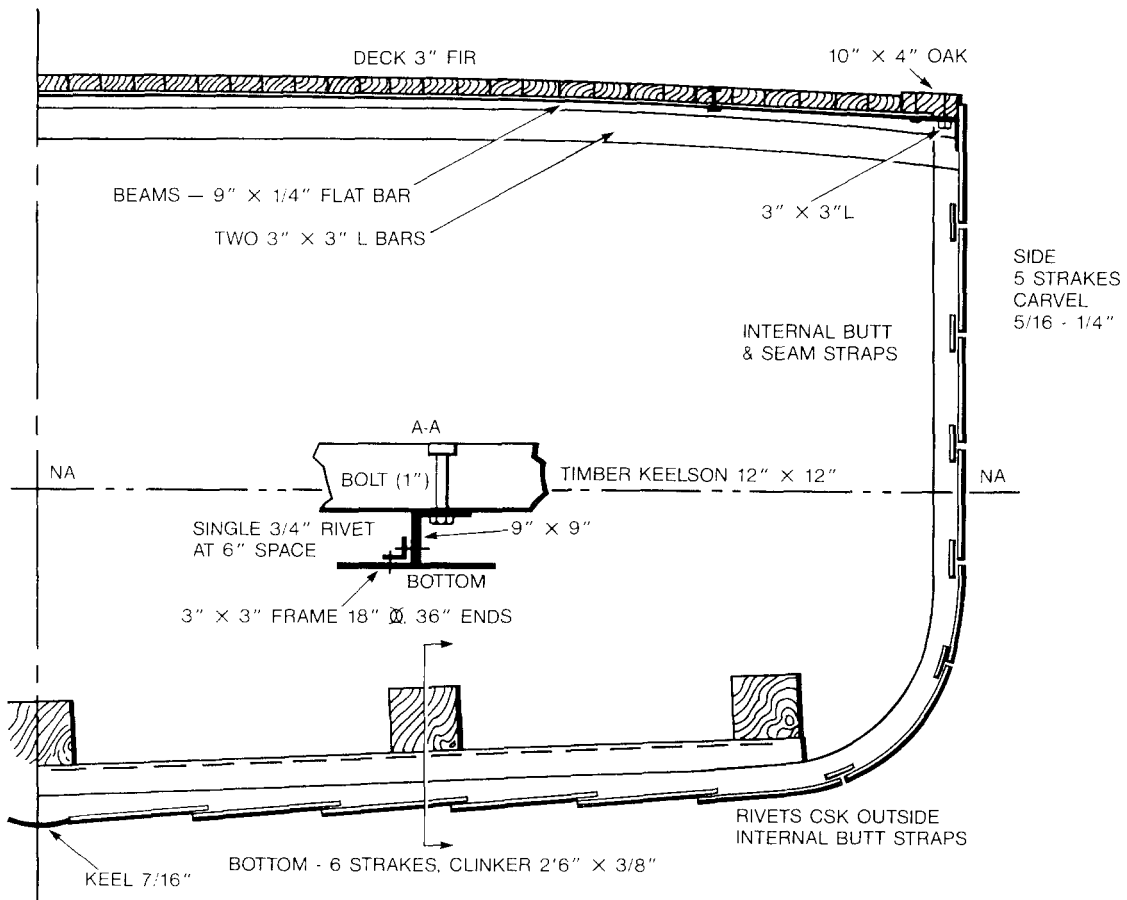 DECK 3" FIR
10" × 4" OAK
BEAMS — 9" × 1/4" FLAT BAR
TWO 3" × 3" L BARS
3" × 3"L
SIDE
5 STRAKES
CARVEL
5/16 - 1/4"
INTERNAL BUTT
& SEAM STRAPS
A-A
NA
BOLT (1")
TIMBER KEELSON 12" × 12"
NA
SINGLE 3/4" RIVET
AT 6" SPACE
9" × 9"
BOTTOM
3" × 3" FRAME 18" 36" ENDS
RIVETS CSK OUTSIDE
INTERNAL BUTT STRAPS
BOTTOM - 6 STRAKES, CLINKER 2'6" × 3/8"
KEEL 7/16"